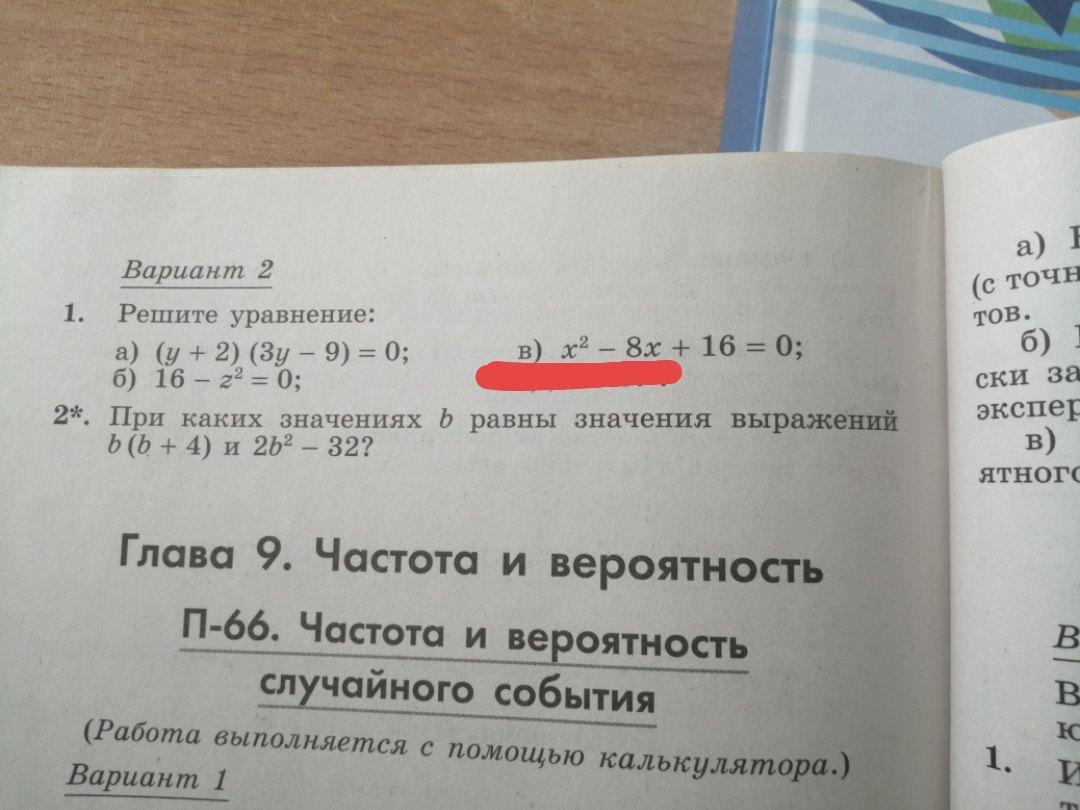 Вариант 2
1. Решите уравнение:
а) (y + 2) (3y – 9) = 0;
в) x² – 8x + 16 = 0;
б) 16 – z² = 0;
2*. При каких значениях b равны значения выражений
b (b + 4) и 2b² – 32?
Глава 9. Частота и вероятность
П-66. Частота и вероятность
случайного события
(Работа выполняется с помощью калькулятора.)
Вариант 1
а)
(с точн
тов.
б)
ски за
экспер
в)
ятного
В
В
ю
1.